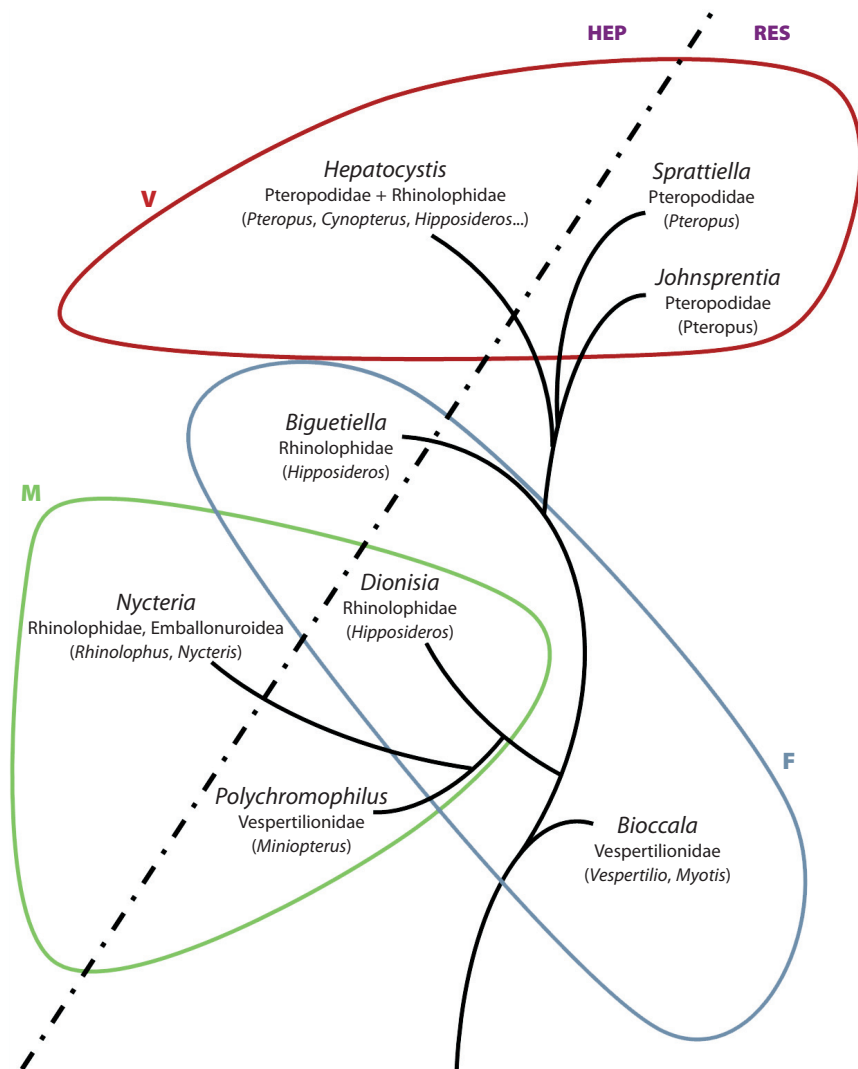 HEP
RES
V
Hepatocystis
Pteropodidae + Rhinolophidae
(Pteropus, Cynopterus, Hipposideros...)
Sprattiella
Pteropodidae
(Pteropus)
Johnsprentia
Pteropodidae
(Pteropus)
Biguetiella
Rhinolophidae
(Hipposideros)
M
Dionisia
Rhinolophidae
(Hipposideros)
Nycteria
Rhinolophidae, Emballonuroidea
(Rhinolophus, Nycteris)
F
Polychromophilus
Vespertilionidae
(Miniopterus)
Bioccala
Vespertilionidae
(Vespertilio, Myotis)